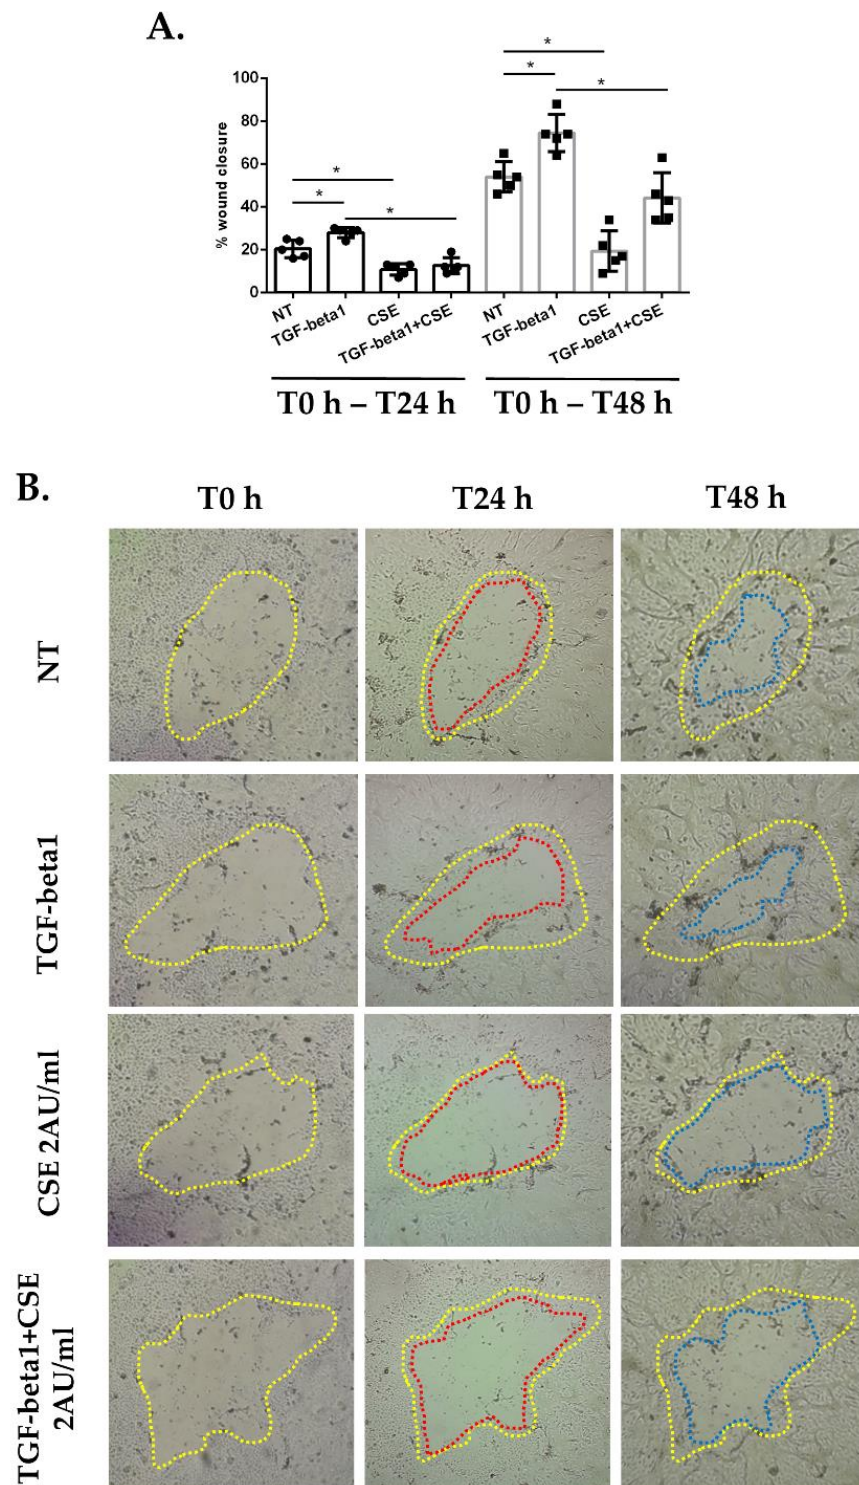 A.
% wound closure
100
80
60
40
20
0
*
*
*
*
*
*
NT
TGF-beta1
CSE
TGF-beta1+CSE
NT
TGF-beta1
CSE
TGF-beta1+CSE
T0 h – T24 h
T0 h – T48 h
B.
T0 h
T24 h
T48 h
NT
TGF-beta1
CSE 2AU/ml
TGF-beta1+CSE
2AU/ml